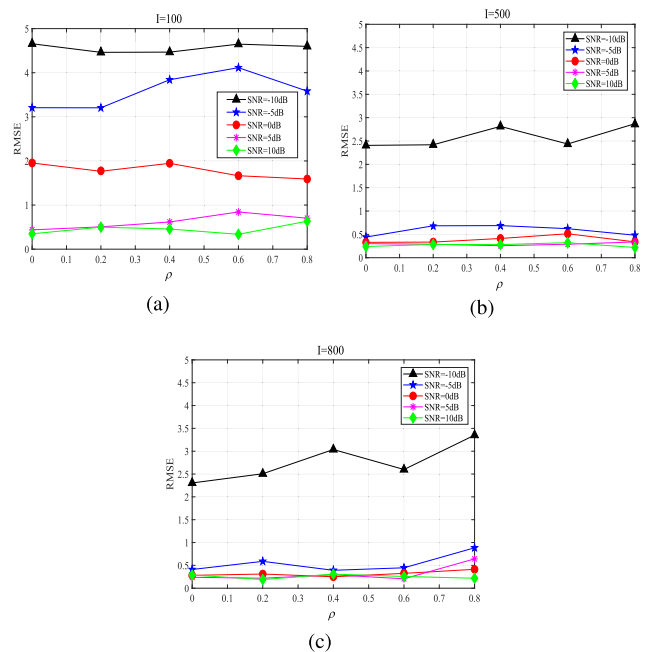 I=100
5
4
3
2
1
0
RMSE
SNR=-10dB
SNR=-5dB
SNR=0dB
SNR=5dB
SNR=10dB
0 0.1 0.2 0.3 0.4 0.5 0.6 0.7 0.8
ρ
(a)
I=500
5
4.5
4
3.5
3
2.5
2
1.5
1
0.5
0
RMSE
SNR=-10dB
SNR=-5dB
SNR=0dB
SNR=5dB
SNR=10dB
0 0.1 0.2 0.3 0.4 0.5 0.6 0.7 0.8
ρ
(b)
I=800
5
4.5
4
3.5
3
2.5
2
1.5
1
0.5
0
RMSE
SNR=-10dB
SNR=-5dB
SNR=0dB
SNR=5dB
SNR=10dB
0 0.1 0.2 0.3 0.4 0.5 0.6 0.7 0.8
ρ
(c)